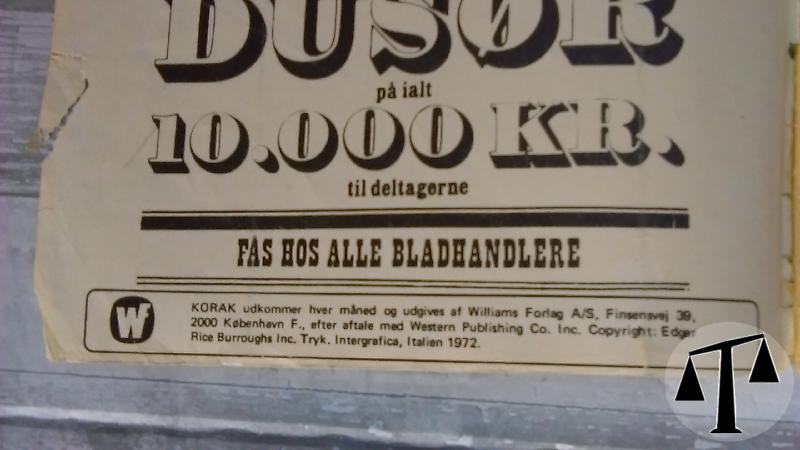 DUSØR
på ialt
10.000 KR.
til deltagerne
FÅS HOS ALLE BLADHANDLERE
Wf
KORAK udkommer hver måned og udgives af Williams Forlag A/S, Finsensvej 39,
2000 København F., efter aftale med Western Publishing Co. Inc. Copyright: Edgar
Rice Burroughs Inc. Tryk. Intergrafica, Italien 1972.